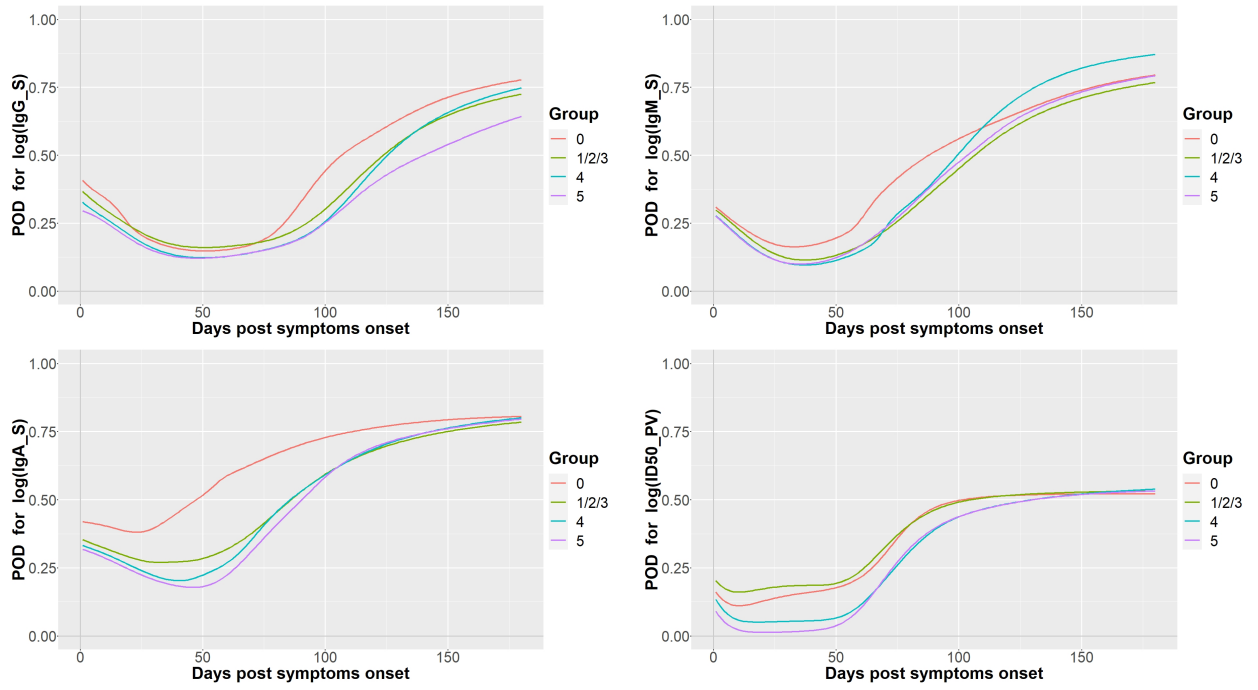 POD for log(IgG_S)
1.00
0.75
0.50
0.25
0.00
0 50 100 150
Days post symptoms onset
Group
0
1/2/3
4
5
POD for log(IgM_S)
1.00
0.75
0.50
0.25
0.00
0 50 100 150
Days post symptoms onset
Group
0
1/2/3
4
5
POD for log(IgA_S)
1.00
0.75
0.50
0.25
0.00
0 50 100 150
Days post symptoms onset
Group
0
1/2/3
4
5
POD for log(ID50_PV)
1.00
0.75
0.50
0.25
0.00
0 50 100 150
Days post symptoms onset
Group
0
1/2/3
4
5